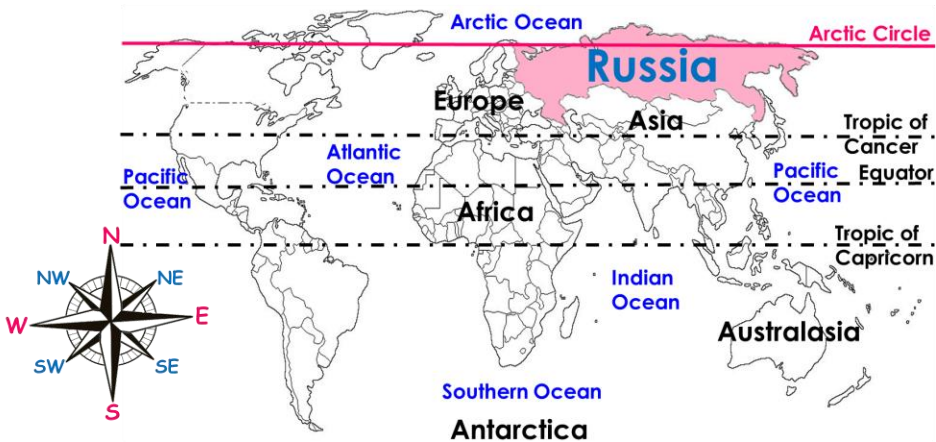 Arctic Ocean
Arctic Circle
Russia
Europe
Asia
Tropic of
Cancer
Atlantic
Ocean
Pacific
Ocean
Pacific
Ocean
Equator
Africa
Tropic of
Capricorn
N
NW
NE
W
E
SW
SE
S
Indian
Ocean
Australasia
Southern Ocean
Antarctica